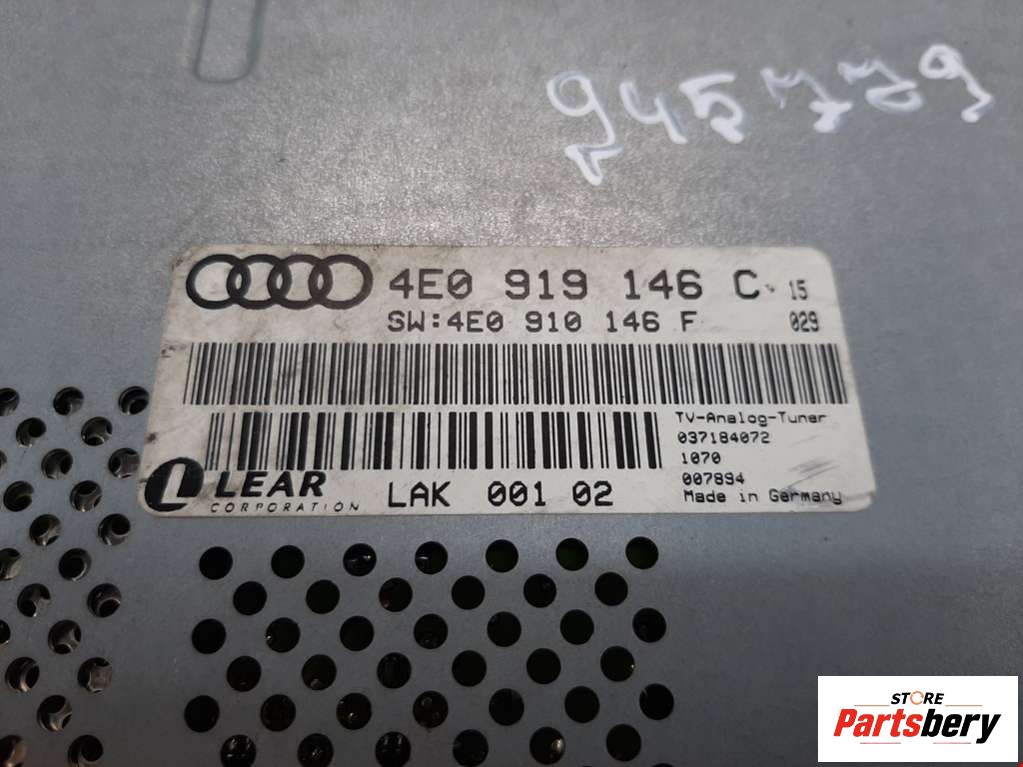 945779
4E0 919 146 C 15
SW:4E0 910 146 F 029
TV-Analog-Tuner
037184072
1070
007894
Made in Germany
LEAR
CORPORATION
LAK 001 02
STORE
Partsbery